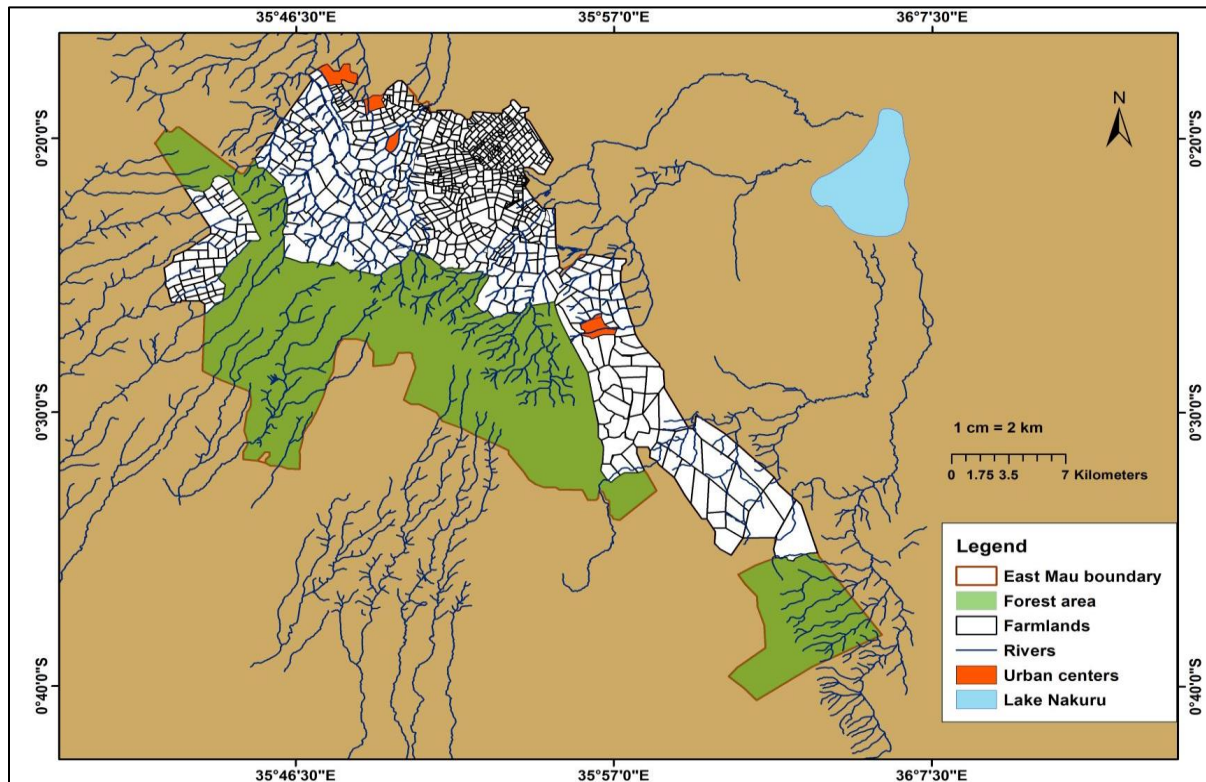 35°46'30"E 35°57'0"E 36°7'30"E
N
0°20'0"S 0°20'0"S
0°30'0"S 0°30'0"S
1 cm = 2 km
0 1.75 3.5 7 Kilometers
Legend
East Mau boundary
Forest area
Farmlands
Rivers
Urban centers
Lake Nakuru
0°40'0"S 0°40'0"S
35°46'30"E 35°57'0"E 36°7'30"E